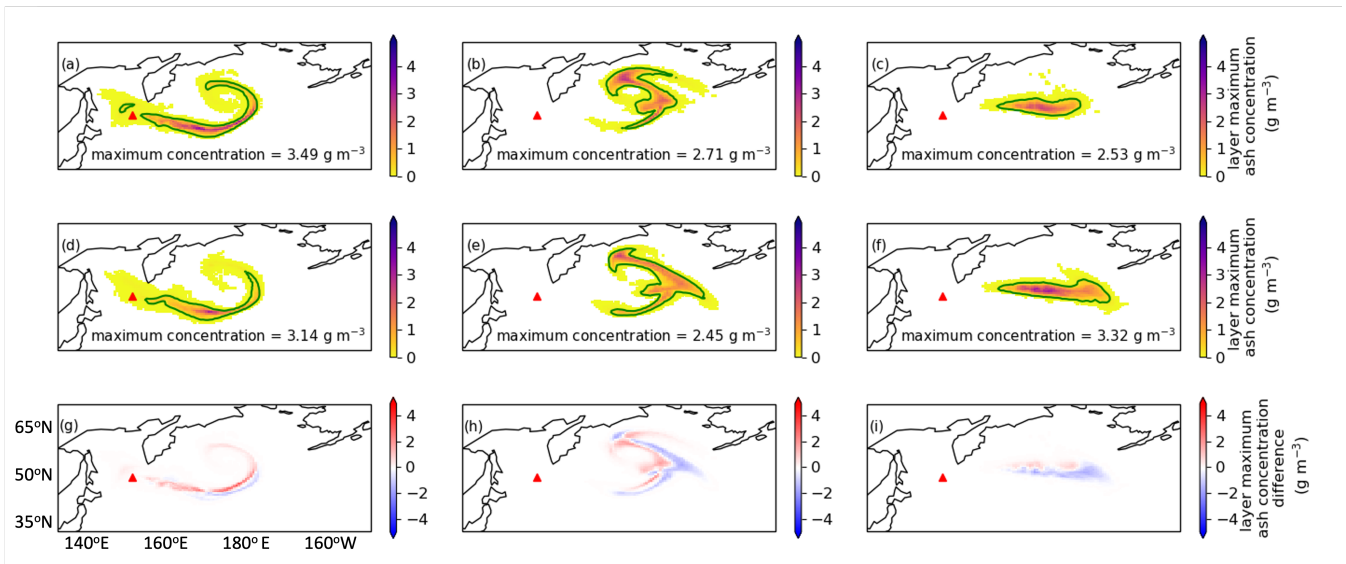 (a)
maximum concentration = 3.49 g m⁻³
4
3
2
1
0
(b)
maximum concentration = 2.71 g m⁻³
4
3
2
1
0
(c)
maximum concentration = 2.53 g m⁻³
4
3
2
1
0
layer maximum
ash concentration
(g m⁻³)
(d)
maximum concentration = 3.14 g m⁻³
4
3
2
1
0
(e)
maximum concentration = 2.45 g m⁻³
4
3
2
1
0
(f)
maximum concentration = 3.32 g m⁻³
4
3
2
1
0
layer maximum
ash concentration
(g m⁻³)
65°N
50°N
35°N
(g)
140°E 160°E 180°E 160°W
4
2
0
−2
−4
(h)
4
2
0
−2
−4
(i)
4
2
0
−2
−4
layer maximum
ash concentration
difference
(g m⁻³)